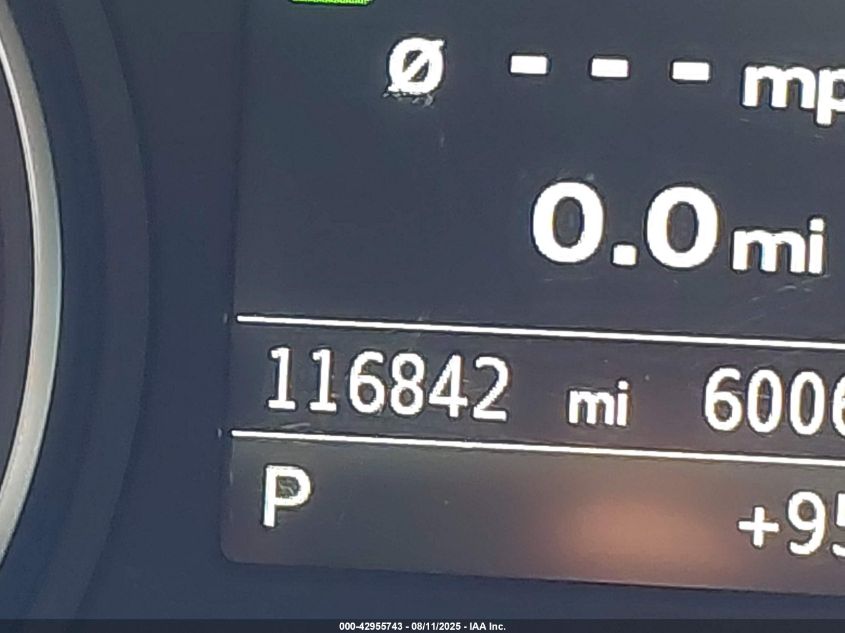 Ø - - - mp
0.0 mi
116842 mi 6006
P +95
000-42955743 - 08/11/2025 - IAA Inc.